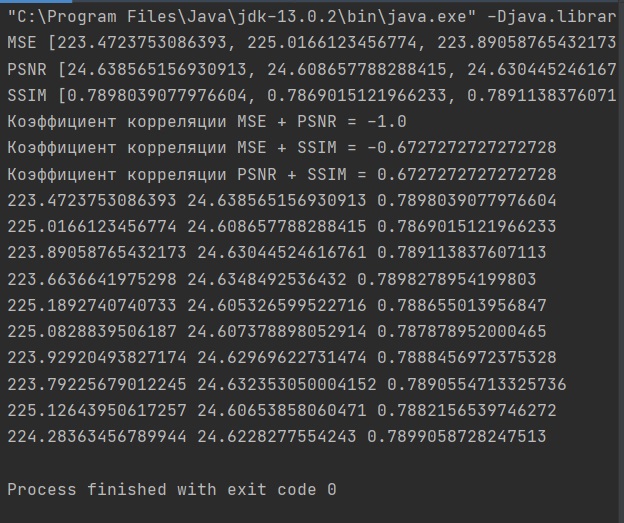 "C:\Program Files\Java\jdk-13.0.2\bin\java.exe" -Djava.librar
MSE [223.4723753086393, 225.0166123456774, 223.89058765432173
PSNR [24.638565156930913, 24.608657788288415, 24.630445246167
SSIM [0.7898039077976604, 0.7869015121966233, 0.7891138376071
Коэффициент корреляции MSE + PSNR = -1.0
Коэффициент корреляции MSE + SSIM = -0.6727272727272728
Коэффициент корреляции PSNR + SSIM = 0.6727272727272728
223.4723753086393 24.638565156930913 0.7898039077976604
225.0166123456774 24.608657788288415 0.7869015121966233
223.89058765432173 24.63044524616761 0.789113837607113
223.6636641975298 24.6348492536432 0.7898278954199803
225.1892740740733 24.605326599522716 0.788655013956847
225.0828839506187 24.607378898052914 0.787878952000465
223.92920493827174 24.62969622731474 0.7888456972375328
223.79225679012245 24.632353050004152 0.7890554713325736
225.12643950617257 24.60653858060471 0.7882156539746272
224.28363456789944 24.6228277554243 0.7899058728247513
Process finished with exit code 0